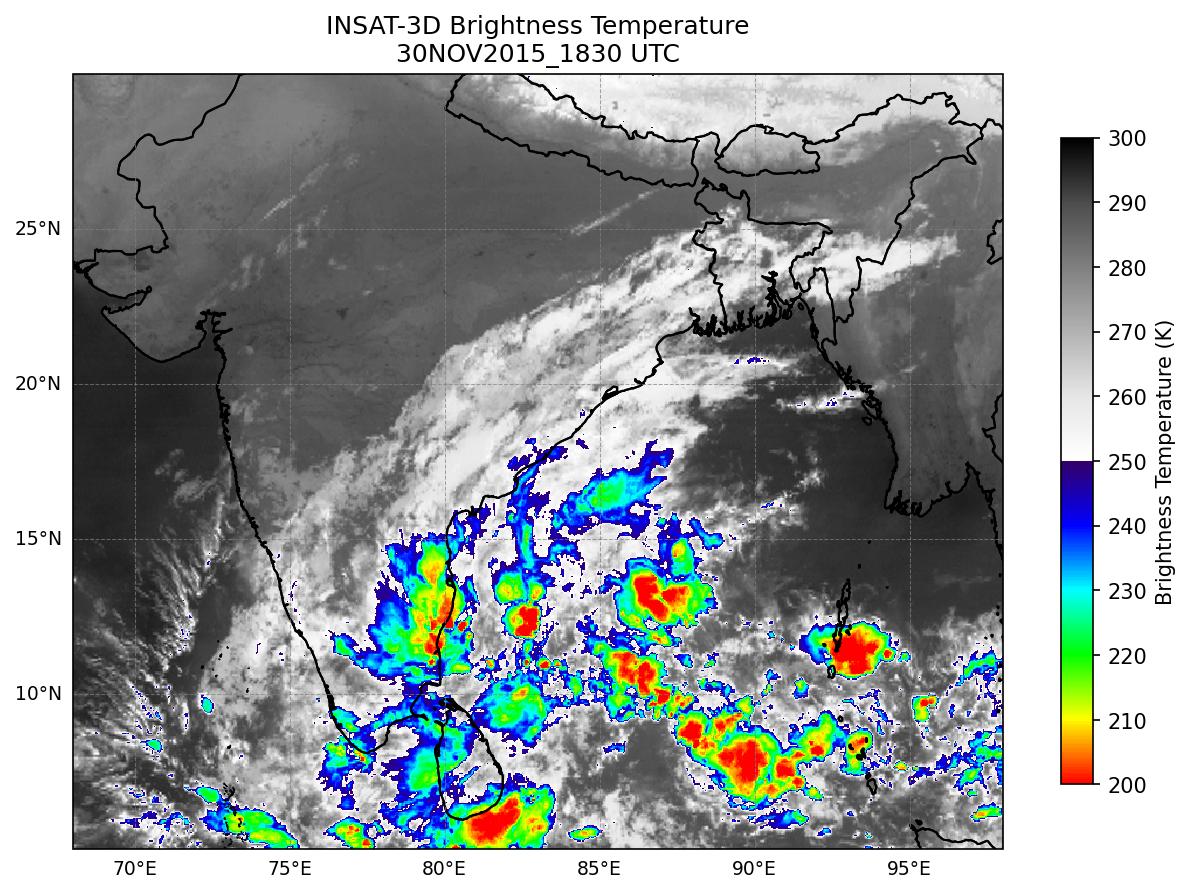 INSAT-3D Brightness Temperature
30NOV2015_1830 UTC
25°N
20°N
15°N
10°N
70°E
75°E
80°E
85°E
90°E
95°E
300
290
280
270
260
250
240
230
220
210
200
Brightness Temperature (K)